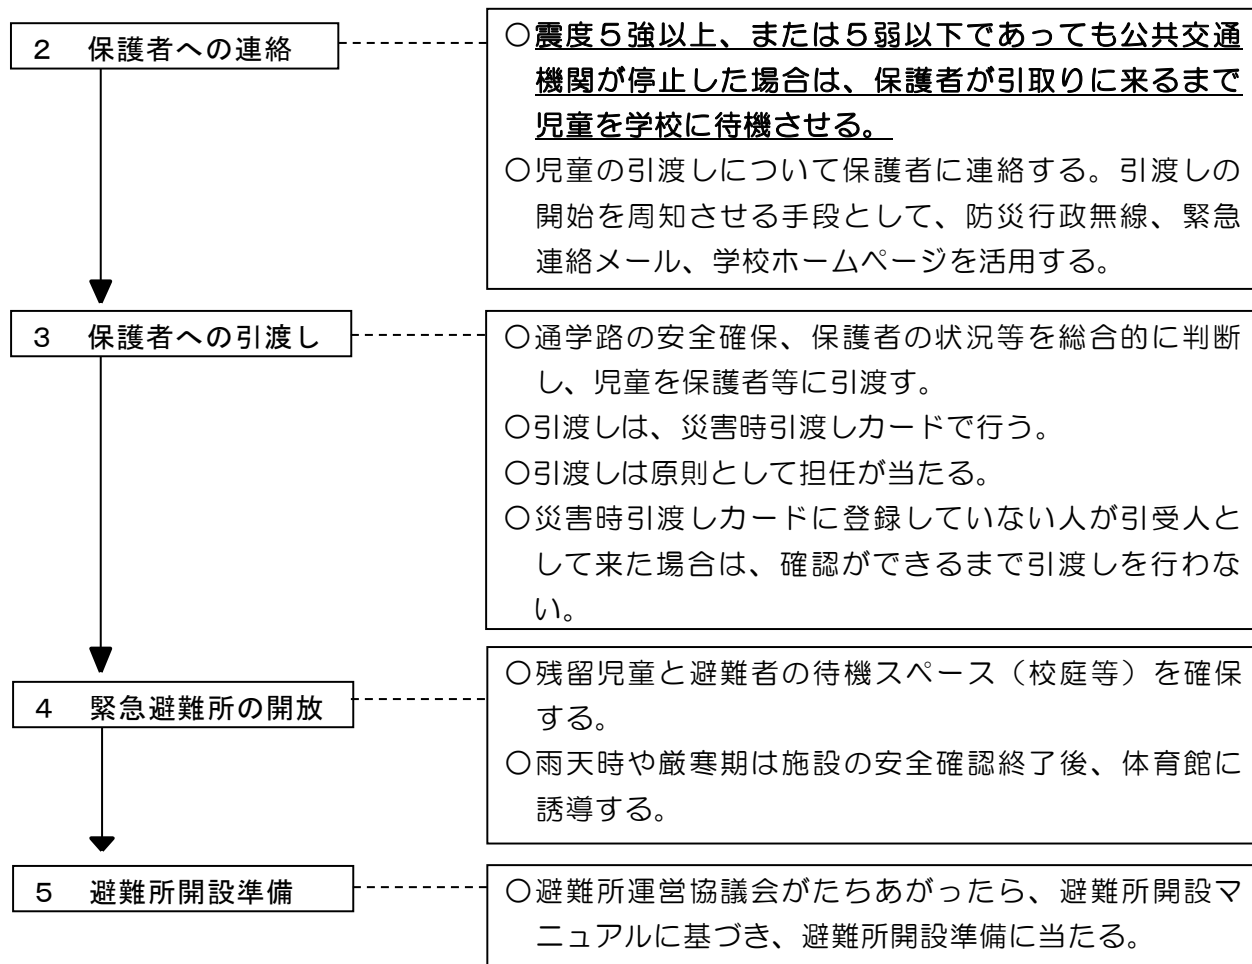 ２　保護者への連絡
○震度５強以上、または５弱以下であっても公共交通
機関が停止した場合は、保護者が引取りに来るまで
児童を学校に待機させる。
○児童の引渡しについて保護者に連絡する。引渡しの
開始を周知させる手段として、防災行政無線、緊急
連絡メール、学校ホームページを活用する。
３　保護者への引渡し
○通学路の安全確保、保護者の状況等を総合的に判断
し、児童を保護者等に引渡す。
○引渡しは、災害時引渡しカードで行う。
○引渡しは原則として担任が当たる。
○災害時引渡しカードに登録していない人が引受人と
して来た場合は、確認ができるまで引渡しを行わな
い。
４　緊急避難所の開放
○残留児童と避難者の待機スペース（校庭等）を確保
する。
○雨天時や厳寒期は施設の安全確認終了後、体育館に
誘導する。
５　避難所開設準備
○避難所運営協議会がたちあがったら、避難所開設マ
ニュアルに基づき、避難所開設準備に当たる。